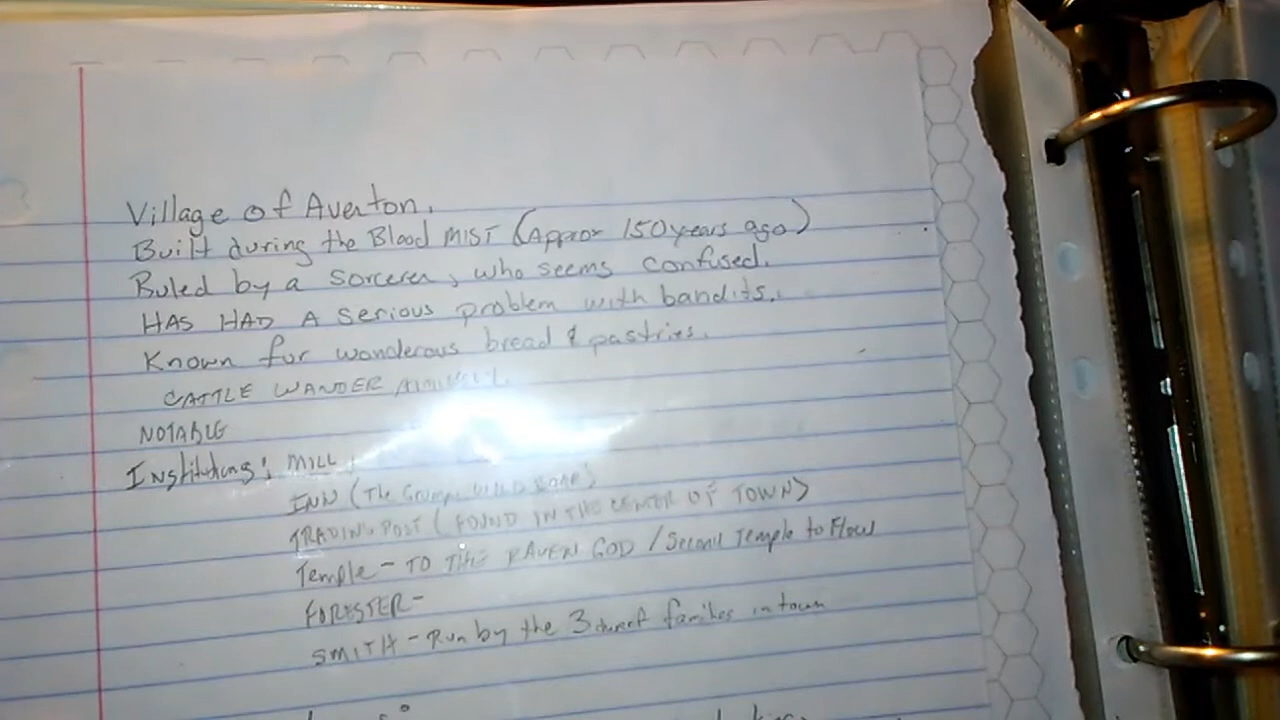 Village of Averton.
Built during the Blood MIST (Approx 150 years ago)
Ruled by a sorcerer, who seems confused.
HAS HAD A serious problem with bandits.
Known for wonderous bread & pastries.
CATTLE WANDER
NOTABLE
Institutions; MILL
INN (The
TRADING POST (FOUND IN THE CENTER OF TOWN)
Temple - TO THE RAVEN GOD / Second Temple to
FORESTER-
SMITH - Run by the 3 dwarf families in town